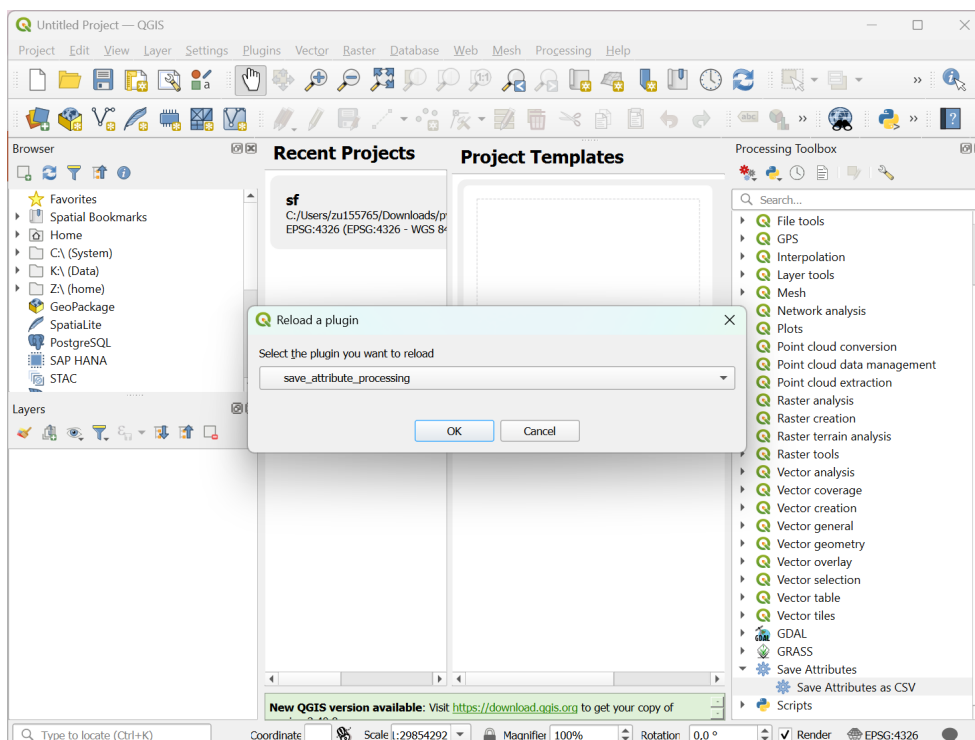 Untitled Project — QGIS
Project Edit View Layer Settings Plugins Vector Raster Database Web Mesh Processing Help
Browser
Favorites
Spatial Bookmarks
Home
C:\ (System)
K:\ (Data)
Z:\ (home)
GeoPackage
SpatiaLite
PostgreSQL
SAP HANA
STAC
Layers
Recent Projects
sf
C:/Users/zu155765/Downloads/p
EPSG:4326 (EPSG:4326 - WGS 84
Project Templates
Reload a plugin
Select the plugin you want to reload
save_attribute_processing
OK
Cancel
New QGIS version available: Visit https://download.qgis.org to get your copy of
Processing Toolbox
Search...
File tools
GPS
Interpolation
Layer tools
Mesh
Network analysis
Plots
Point cloud conversion
Point cloud data management
Point cloud extraction
Raster analysis
Raster creation
Raster terrain analysis
Raster tools
Vector analysis
Vector coverage
Vector creation
Vector general
Vector geometry
Vector overlay
Vector selection
Vector table
Vector tiles
GDAL
GRASS
Save Attributes
Save Attributes as CSV
Scripts
Type to locate (Ctrl+K) Coordinate Scale 1:29854292 Magnifier 100% Rotation 0,0 ° Render EPSG:4326